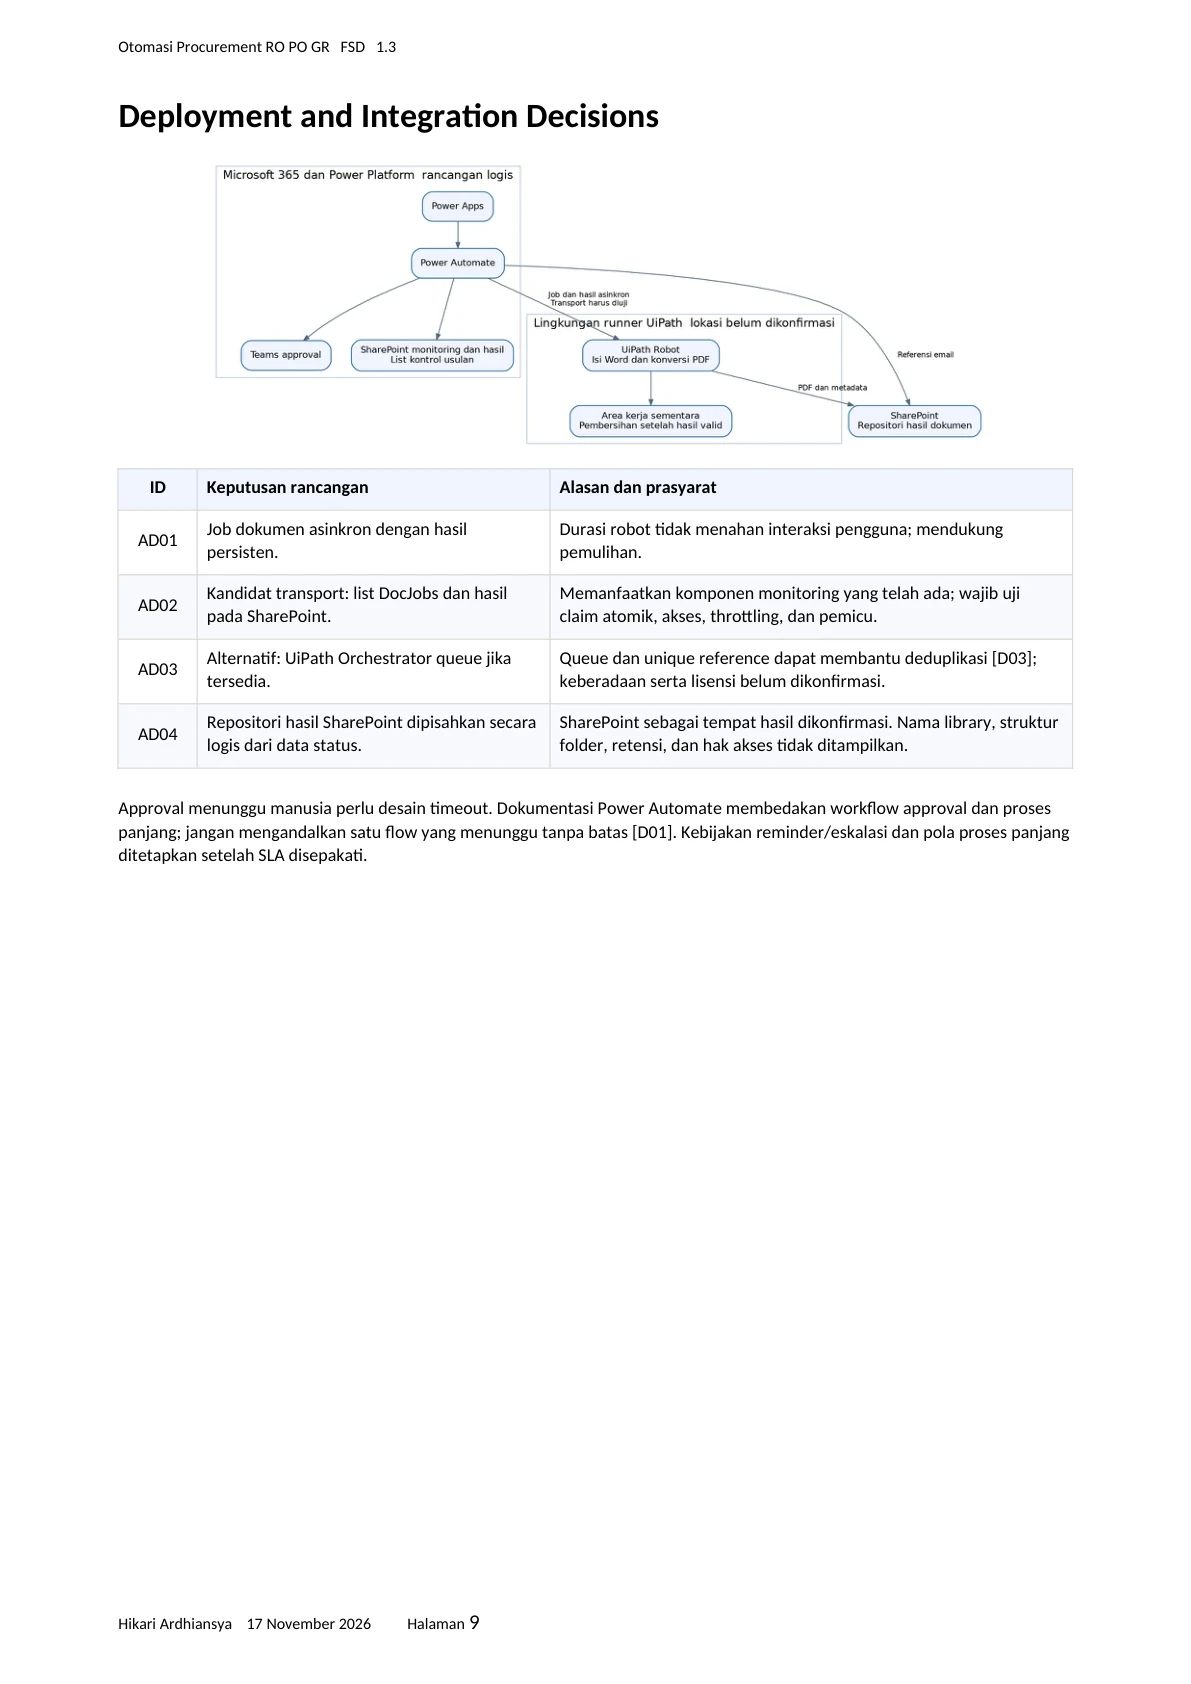 Otomasi Procurement RO PO GR FSD 1.3
Deployment and Integration Decisions
Microsoft 365 dan Power Platform rancangan logis
Power Apps
Power Automate
Job dan hasil asinkron
Transport harus diuji
Lingkungan runner UiPath lokasi belum dikonfirmasi
Teams approval
SharePoint monitoring dan hasil
List kontrol usulan
UiPath Robot
Isi Word dan konversi PDF
Referensi email
PDF dan metadata
Area kerja sementara
Pembersihan setelah hasil valid
SharePoint
Repositori hasil dokumen
ID Keputusan rancangan Alasan dan prasyarat
AD01
Job dokumen asinkron dengan hasil
persisten.
Durasi robot tidak menahan interaksi pengguna; mendukung
pemulihan.
AD02
Kandidat transport: list DocJobs dan hasil
pada SharePoint.
Memanfaatkan komponen monitoring yang telah ada; wajib uji
claim atomik, akses, throttling, dan pemicu.
AD03
Alternatif: UiPath Orchestrator queue jika
tersedia.
Queue dan unique reference dapat membantu deduplikasi [D03];
keberadaan serta lisensi belum dikonfirmasi.
AD04
Repositori hasil SharePoint dipisahkan secara
logis dari data status.
SharePoint sebagai tempat hasil dikonfirmasi. Nama library, struktur
folder, retensi, dan hak akses tidak ditampilkan.
Approval menunggu manusia perlu desain timeout. Dokumentasi Power Automate membedakan workflow approval dan proses
panjang; jangan mengandalkan satu flow yang menunggu tanpa batas [D01]. Kebijakan reminder/eskalasi dan pola proses panjang
ditetapkan setelah SLA disepakati.
Hikari Ardhiansya 17 November 2026 Halaman 9